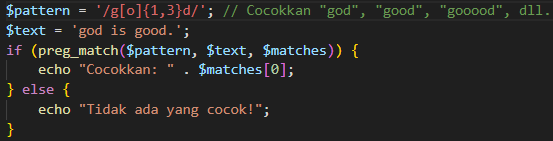 $pattern = '/g[o]{1,3}d/'; // Cocokkan "god", "good", "gooood", dll.
$text = 'god is good.';
if (preg_match($pattern, $text, $matches)) {
    echo "Cocokkan: " . $matches[0];
} else {
    echo "Tidak ada yang cocok!";
}